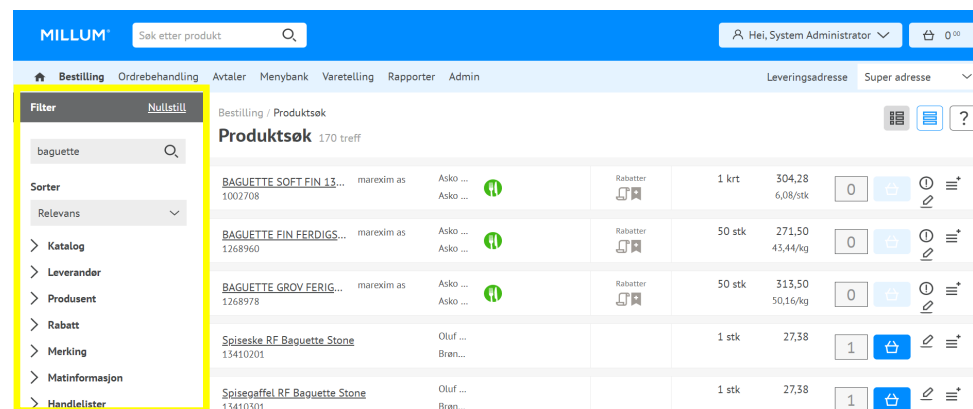 MILLUM®
Søk etter produkt
Hei, System Administrator
0 00
Bestilling Ordrebehandling Avtaler Menybank Varetelling Rapporter Admin
Leveringsadresse Super adresse
Filter Nullstill
baguette
Sorter
Relevans
Katalog
Leverandør
Produsent
Rabatt
Merking
Matinformasjon
Handlelister
Bestilling / Produktsøk
Produktsøk 170 treff
?
BAGUETTE SOFT FIN 13... marexim as Asko ... Rabatter 1 krt 304,28 0
1002708 Asko ... 6,08/stk
BAGUETTE FIN FERDIGS... marexim as Asko ... Rabatter 50 stk 271,50 0
1268960 Asko ... 43,44/kg
BAGUETTE GROV FERIG... marexim as Asko ... Rabatter 50 stk 313,50 0
1268978 Asko ... 50,16/kg
Spiseske RF Baguette Stone Oluf ... 1 stk 27,38 1
13410201 Brøn...
Spisegaffel RF Baguette Stone Oluf ... 1 stk 27,38 1
13410301 Brøn...